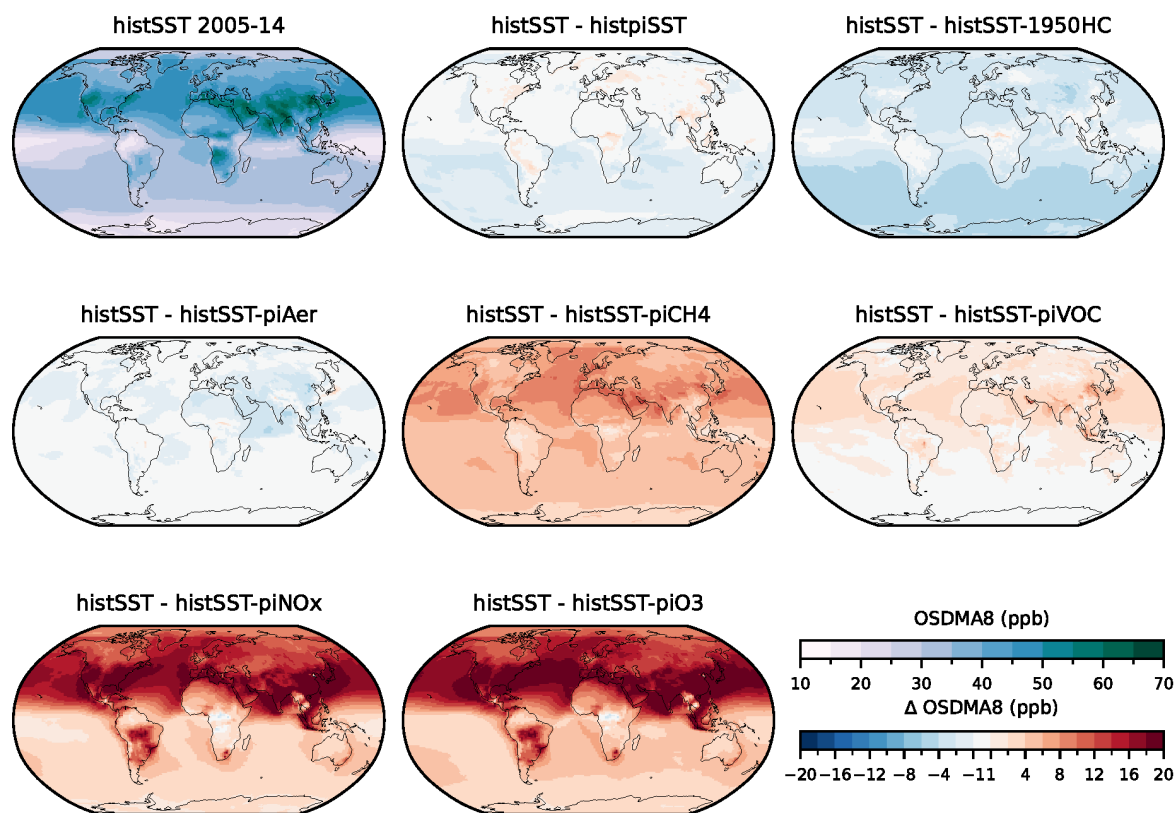 histSST 2005-14
histSST - histpiSST
histSST - histSST-1950HC
histSST - histSST-piAer
histSST - histSST-piCH4
histSST - histSST-piVOC
histSST - histSST-piNOx
histSST - histSST-piO3
OSDMA8 (ppb)
10 20 30 40 50 60 70
Δ OSDMA8 (ppb)
−20 −16 −12 −8 −4 −11 4 8 12 16 20